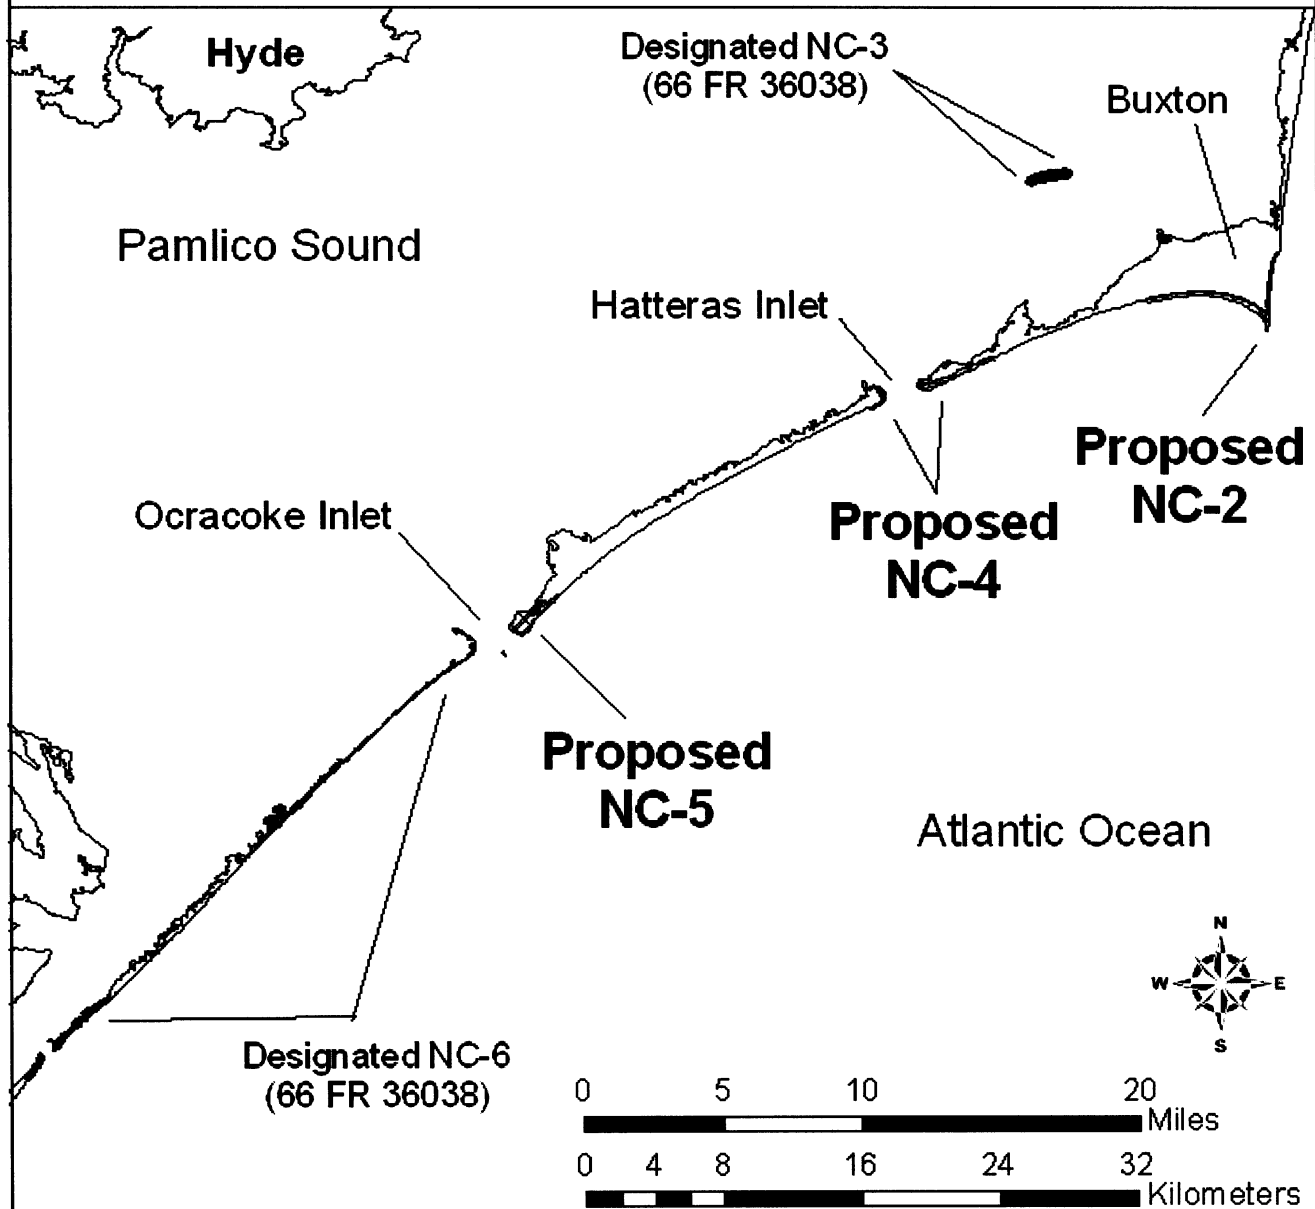 Hyde
Designated NC-3
(66 FR 36038)
Buxton
Pamlico Sound
Hatteras Inlet
Proposed
NC-2
Ocracoke Inlet
Proposed
NC-4
Proposed
NC-5
Atlantic Ocean
N
W E
S
Designated NC-6
(66 FR 36038)
0 5 10 20
Miles
0 4 8 16 24 32
Kilometers